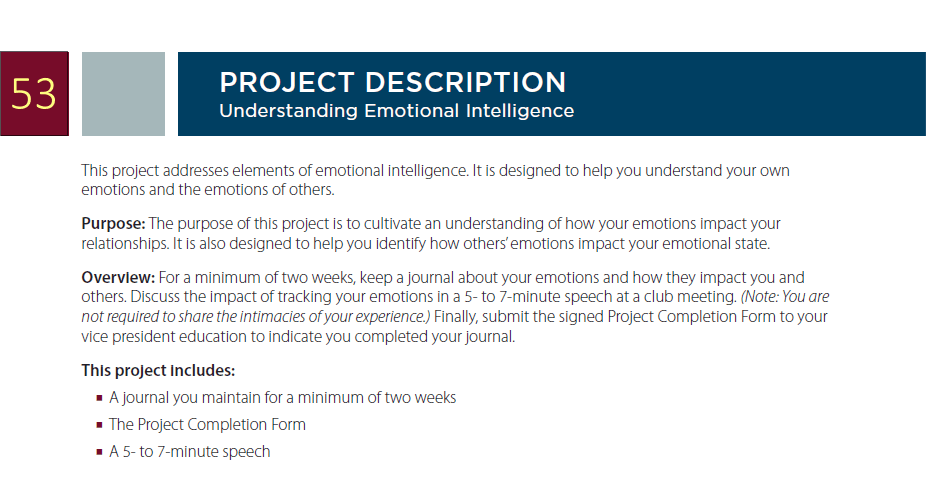 53
PROJECT DESCRIPTION
Understanding Emotional Intelligence
This project addresses elements of emotional intelligence. It is designed to help you understand your own
emotions and the emotions of others.
Purpose: The purpose of this project is to cultivate an understanding of how your emotions impact your
relationships. It is also designed to help you identify how others’ emotions impact your emotional state.
Overview: For a minimum of two weeks, keep a journal about your emotions and how they impact you and
others. Discuss the impact of tracking your emotions in a 5- to 7-minute speech at a club meeting. (Note: You are
not required to share the intimacies of your experience.) Finally, submit the signed Project Completion Form to your
vice president education to indicate you completed your journal.
This project includes:
▪ A journal you maintain for a minimum of two weeks
▪ The Project Completion Form
▪ A 5- to 7-minute speech